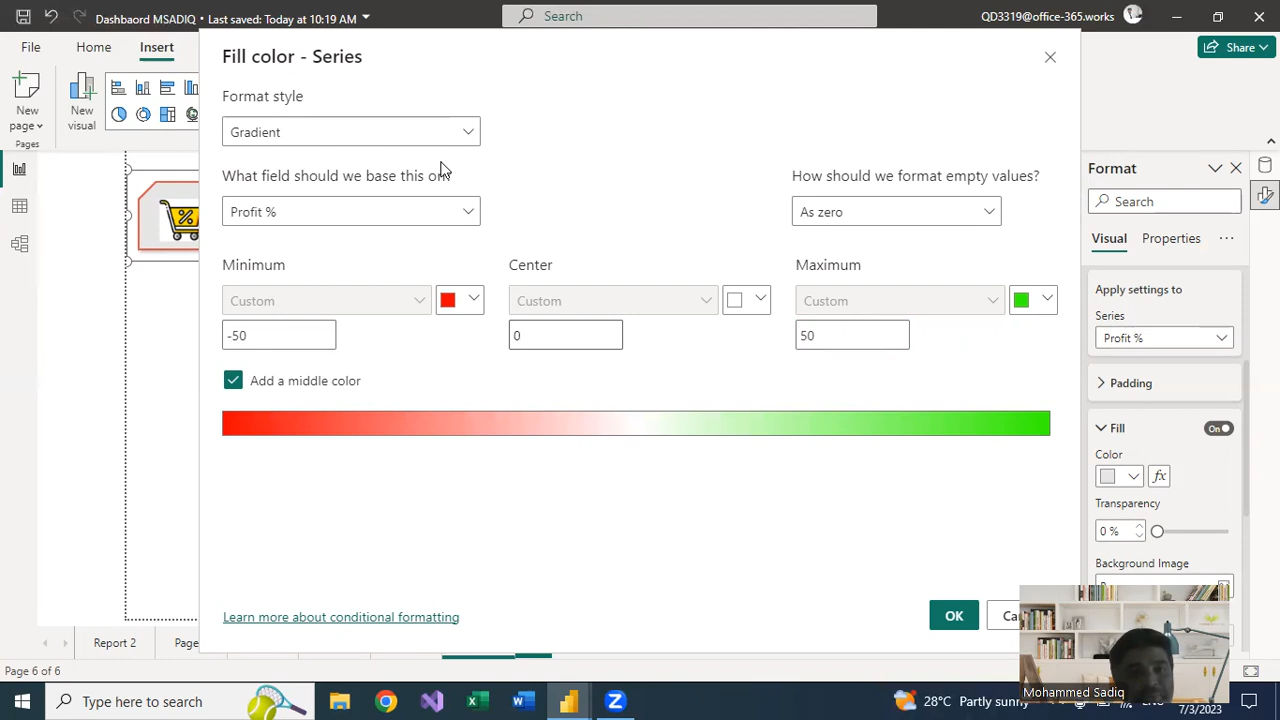 Dashbaord MSADIQ • Last saved: Today at 10:19 AM
Search
QD3319@office-365.works
File
Home
Insert
Share
New page
New visual
Pages
Fill color - Series
Format style
Gradient
What field should we base this on
How should we format empty values?
Profit %
As zero
Minimum
Center
Maximum
Custom
Custom
Custom
-50
0
50
Add a middle color
Learn more about conditional formatting
OK
Format
Search
Visual
Properties
Apply settings to
Series
Profit %
Padding
Fill
On
Color
fx
Transparency
0 %
Background Image
Mohammed Sadiq
Report 2
Page 6 of 6
Type here to search
28°C Partly sunny
7/3/2023